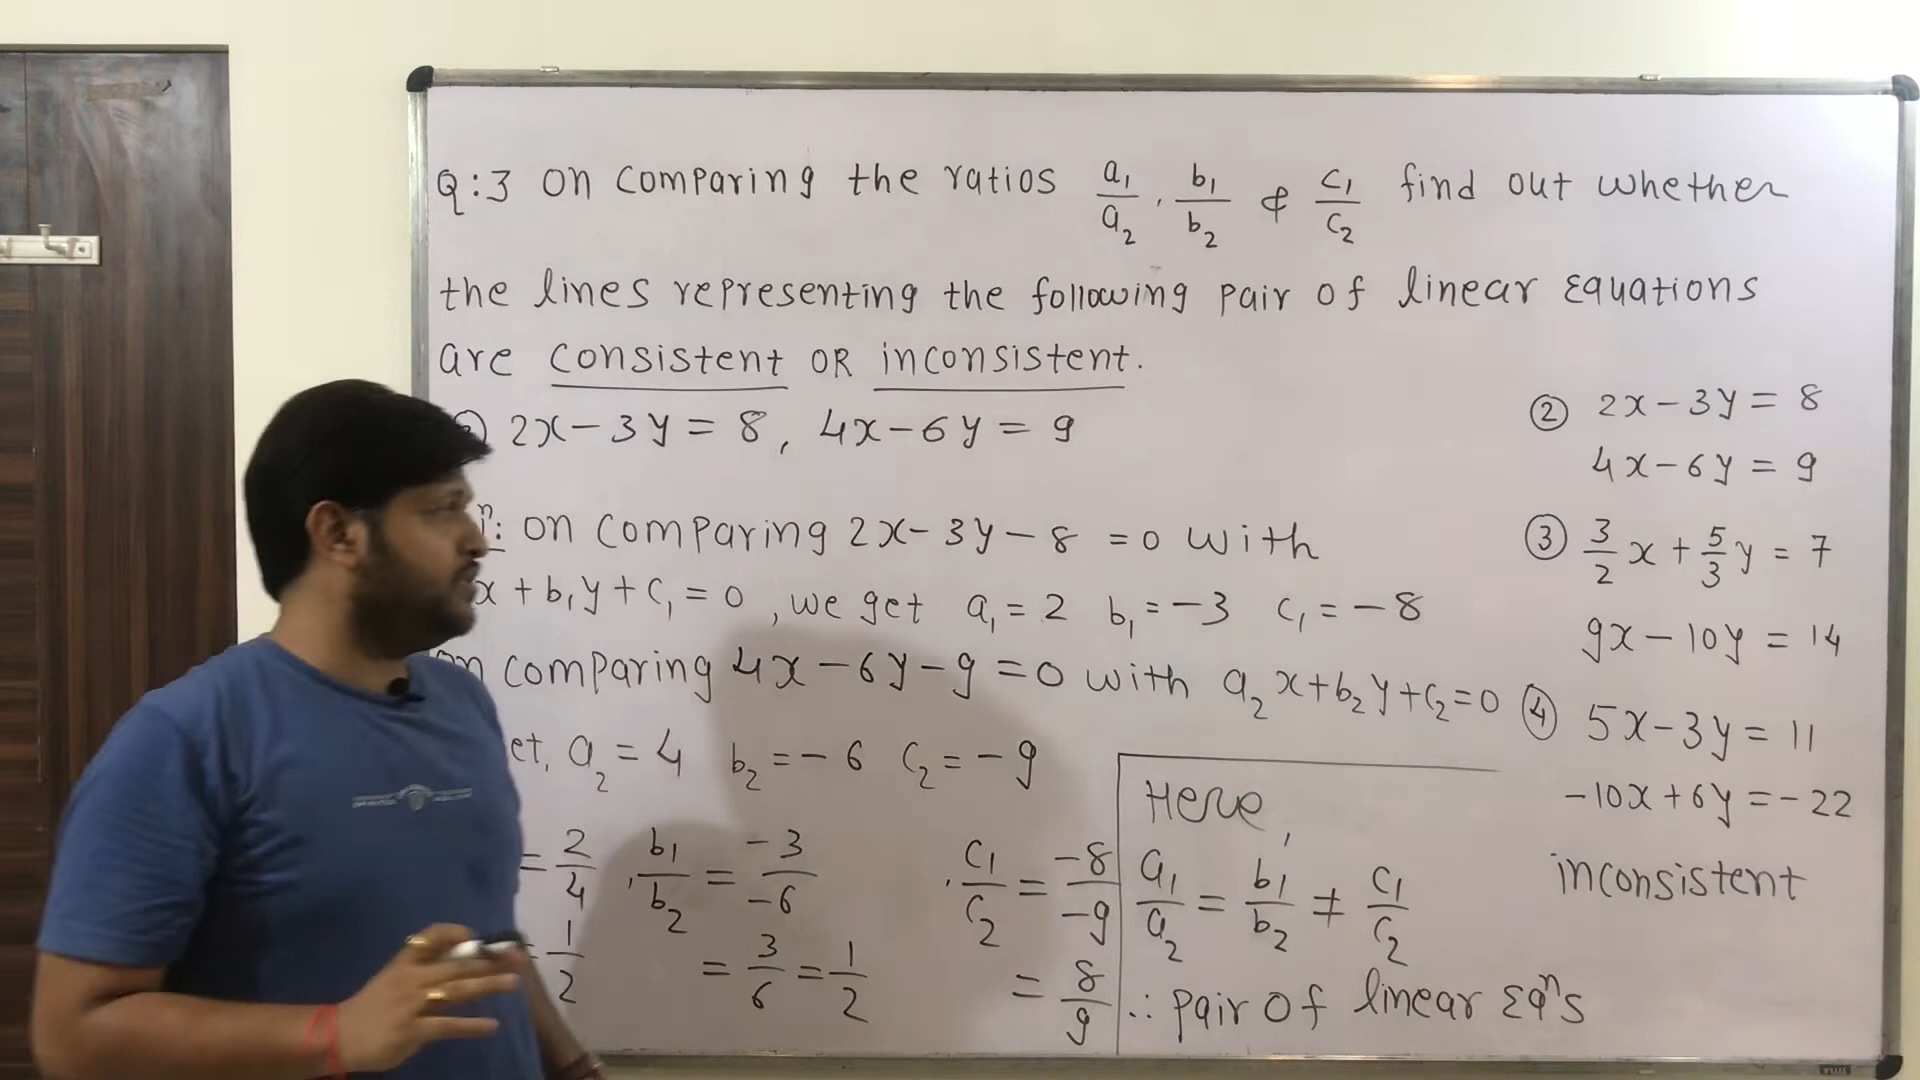 Q:3 on comparing the ratios a₁/a₂, b₁/b₂ & c₁/c₂ find out whether
the lines representing the following pair of linear Equations
are consistent OR inconsistent.
2x - 3y = 8, 4x - 6y = 9
n: on comparing 2x - 3y - 8 = 0 with
x + b₁y + c₁ = 0, we get a₁ = 2 b₁ = -3 c₁ = -8
on comparing 4x - 6y - 9 = 0 with a₂x + b₂y + c₂ = 0
et, a₂ = 4 b₂ = -6 c₂ = -9
= 2/4, b₁/b₂ = -3/-6, c₁/c₂ = -8/-9
= 1/2 = 3/6 = 1/2 = 8/9
Here,
a₁/a₂ = b₁/b₂ ≠ c₁/c₂
∴ pair of linear Eqⁿs
② 2x - 3y = 8
4x - 6y = 9
③ 3/2 x + 5/3 y = 7
9x - 10y = 14
④ 5x - 3y = 11
-10x + 6y = -22
inconsistent